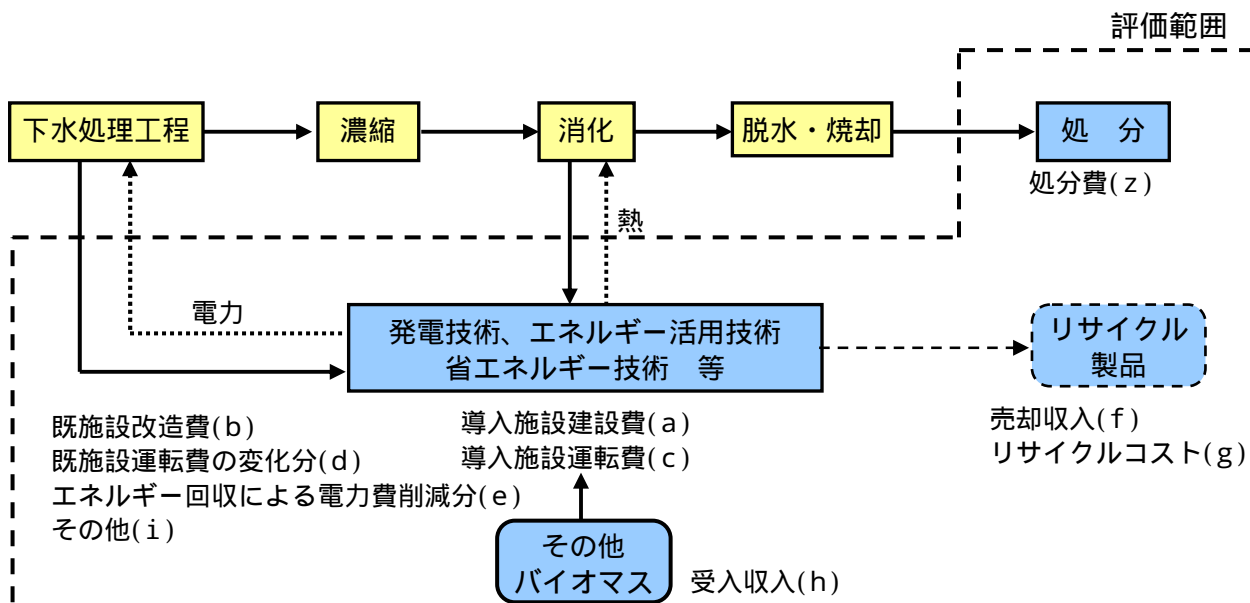 評価範囲
下水処理工程
濃縮
消化
脱水・焼却
処　分
処分費(z)
熱
電力
発電技術、エネルギー活用技術
省エネルギー技術　等
リサイクル
製品
既施設改造費(b)
既施設運転費の変化分(d)
エネルギー回収による電力費削減分(e)
その他(i)
導入施設建設費(a)
導入施設運転費(c)
売却収入(f)
リサイクルコスト(g)
その他
バイオマス
受入収入(h)